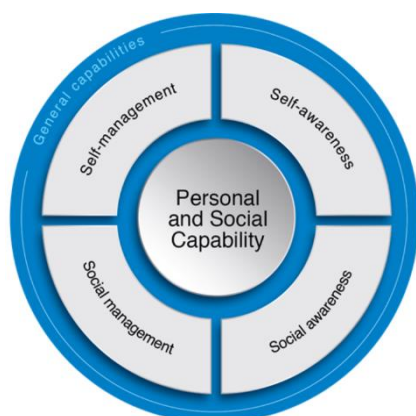 General capabilities
Self-management
Self-awareness
Personal
and Social
Capability
Social management
Social awareness